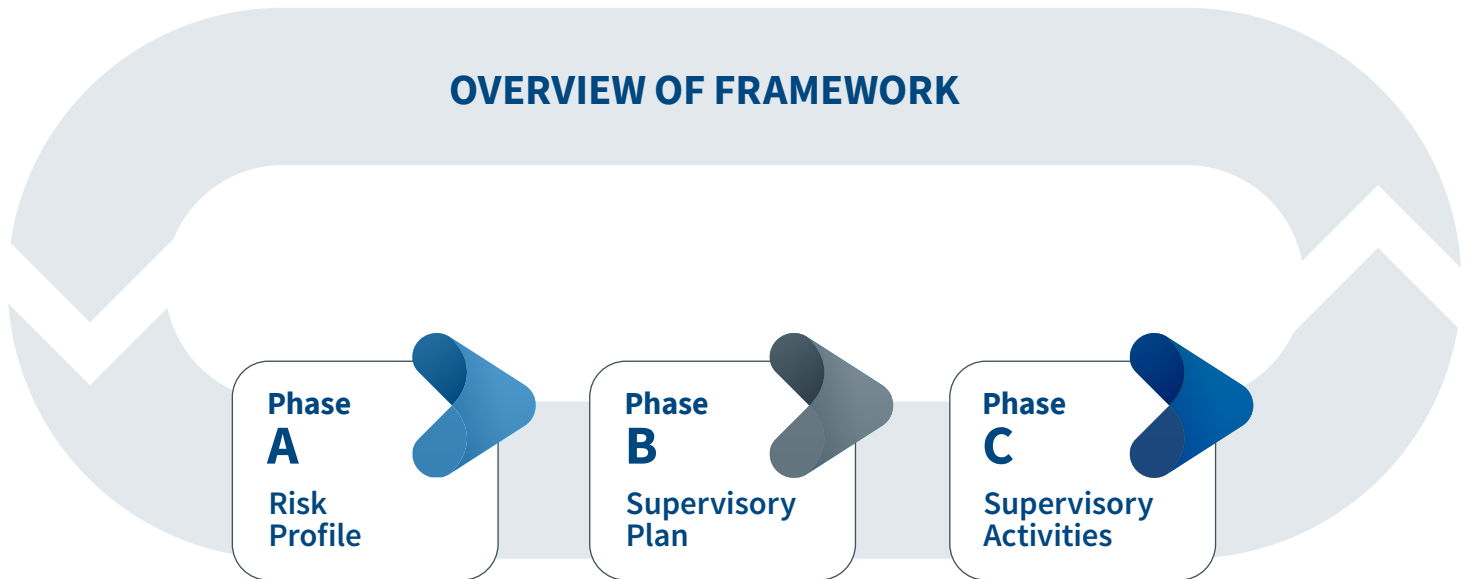 OVERVIEW OF FRAMEWORK
Phase
A
Risk
Profile
Phase
B
Supervisory
Plan
Phase
C
Supervisory
Activities